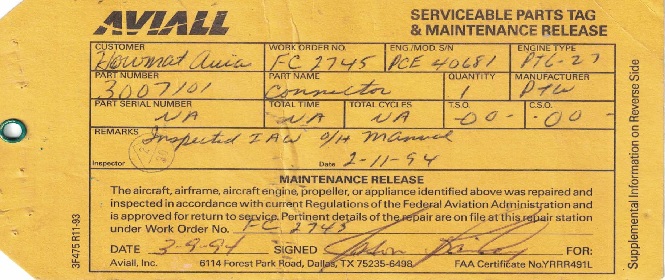 AVIALL
SERVICEABLE PARTS TAG
& MAINTENANCE RELEASE
CUSTOMER WORK ORDER NO. ENG./MOD. S/N ENGINE TYPE
FC 2745 PCE 40681 PT6-27
PART NUMBER PART NAME QUANTITY MANUFACTURER
3007101 Connector 1 PTW
PART SERIAL NUMBER TOTAL TIME TOTAL CYCLES T.S.O. C.S.O.
NA NA NA -00- -00-
REMARKS Inspected IAW O/H Manual
Inspector Date 2-11-94
MAINTENANCE RELEASE
The aircraft, airframe, aircraft engine, propeller, or appliance identified above was repaired and
inspected in accordance with current Regulations of the Federal Aviation Administration and
is approved for return to service. Pertinent details of the repair are on file at this repair station
under Work Order No. FC 2745
DATE 3-9-94 SIGNED FOR:
Aviall, Inc. 6114 Forest Park Road, Dallas, TX 75235-6498 FAA Certificate No. YRRR491L
3F475 R11-93
Supplemental Information on Reverse Side